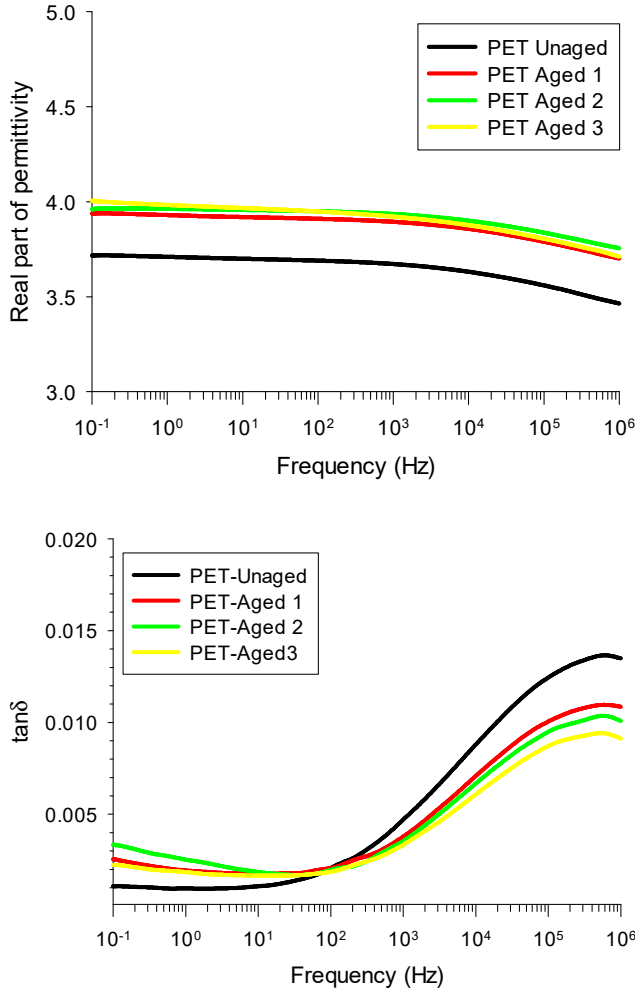 5.0
4.5
4.0
3.5
3.0
Real part of permittivity
PET Unaged
PET Aged 1
PET Aged 2
PET Aged 3
10⁻¹ 10⁰ 10¹ 10² 10³ 10⁴ 10⁵ 10⁶
Frequency (Hz)
0.020
0.015
0.010
0.005
tanδ
PET-Unaged
PET-Aged 1
PET-Aged 2
PET-Aged3
10⁻¹ 10⁰ 10¹ 10² 10³ 10⁴ 10⁵ 10⁶
Frequency (Hz)